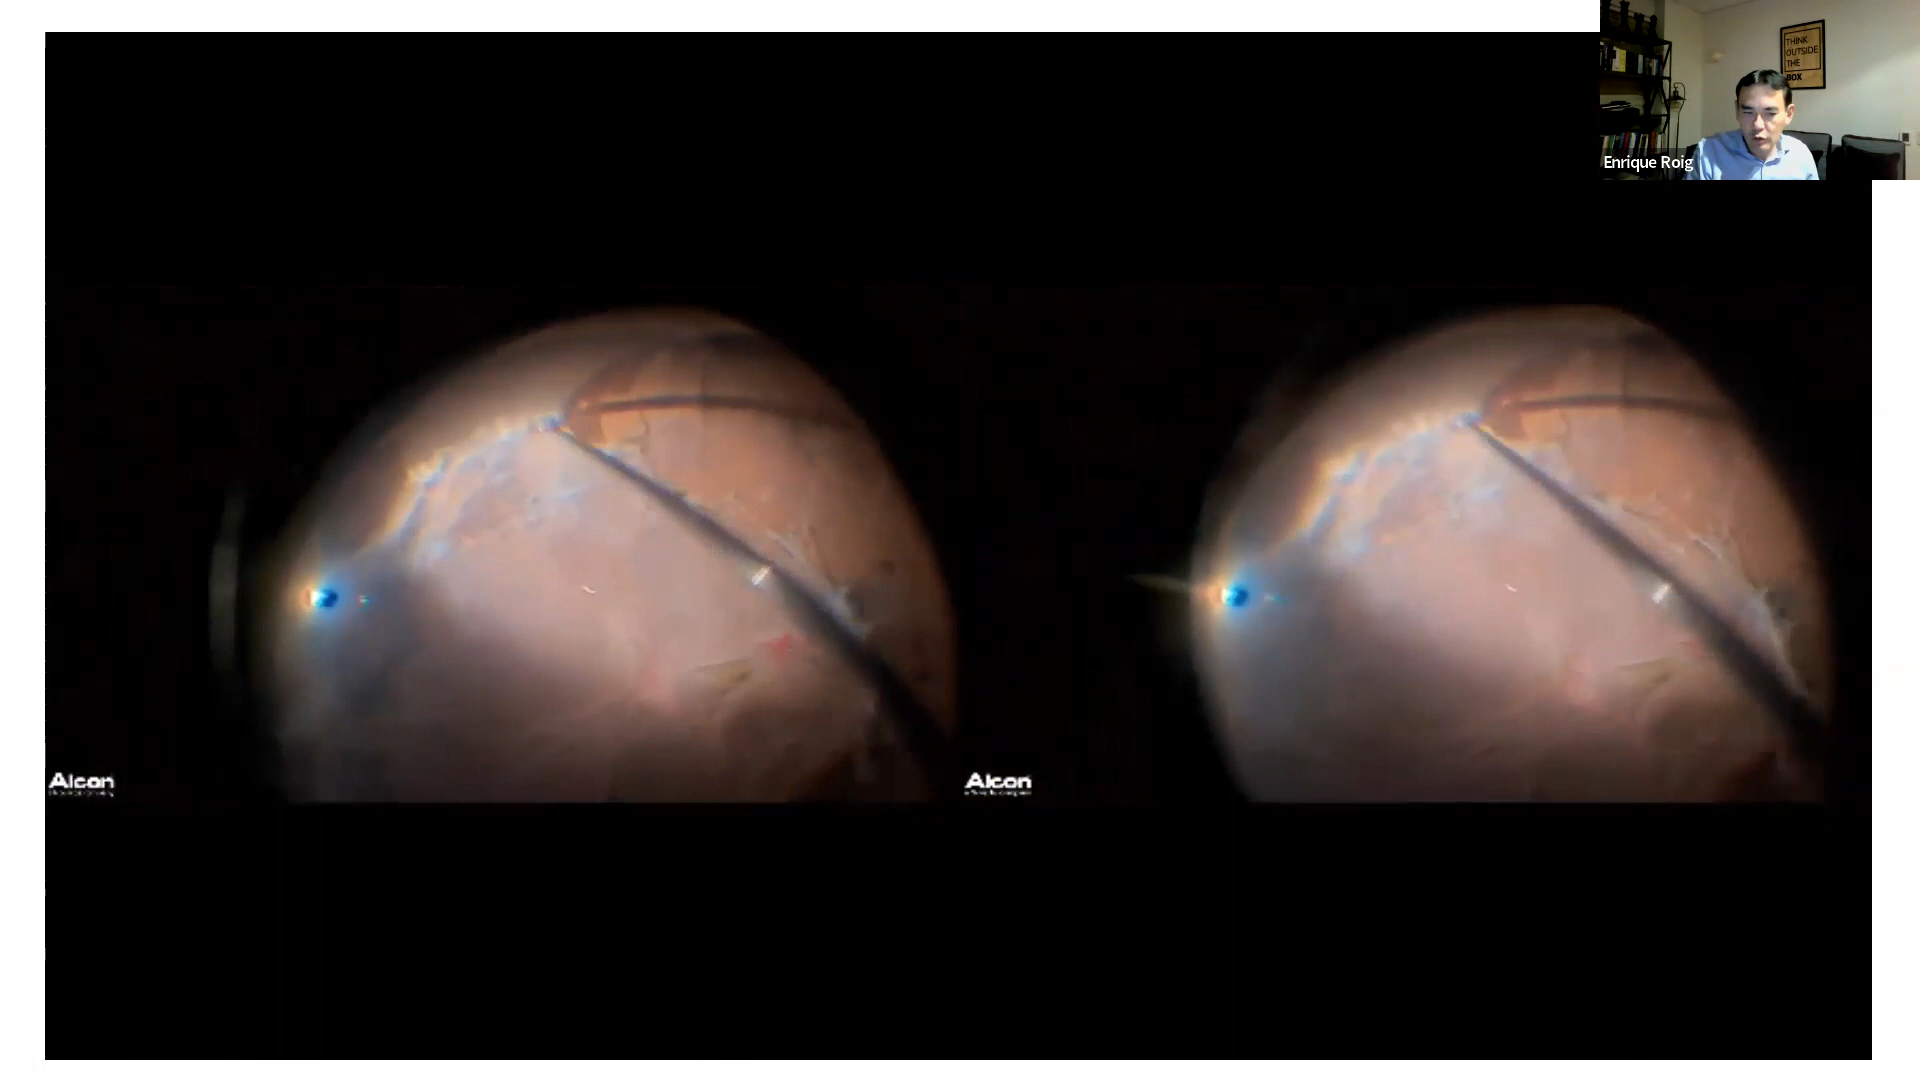 THINK
OUTSIDE
THE
BOX
Enrique Roig
Alcon
Alcon